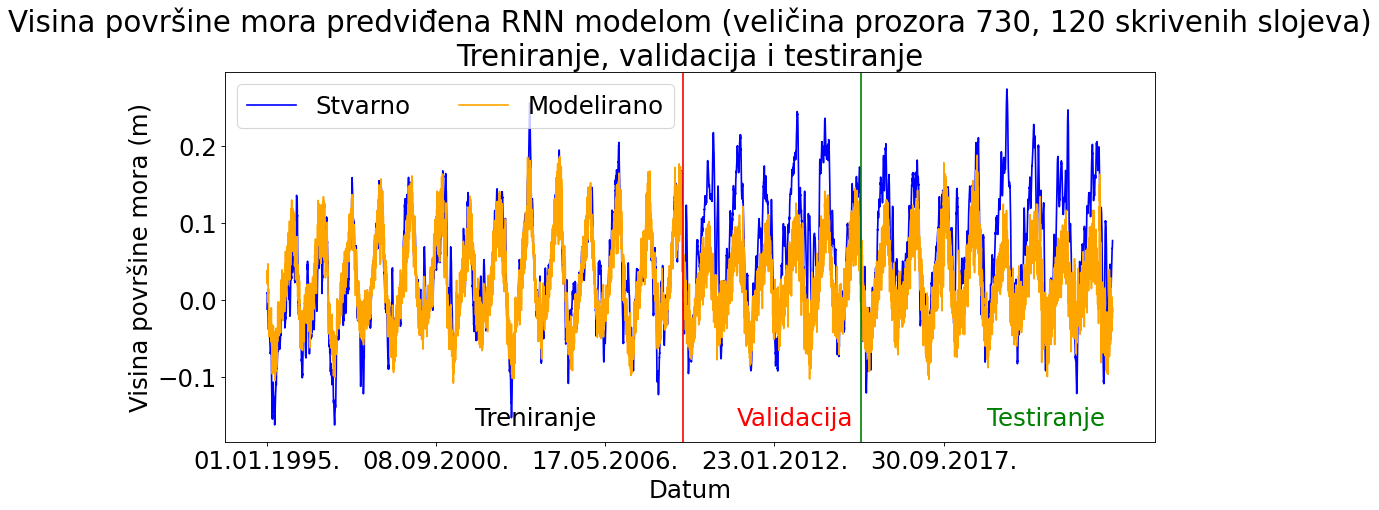 Visina površine mora predviđena RNN modelom (veličina prozora 730, 120 skrivenih slojeva)
Treniranje, validacija i testiranje
Stvarno
Modelirano
Visina površine mora (m)
0.2
0.1
0.0
−0.1
Treniranje
Validacija
Testiranje
01.01.1995.
08.09.2000.
17.05.2006.
23.01.2012.
30.09.2017.
Datum